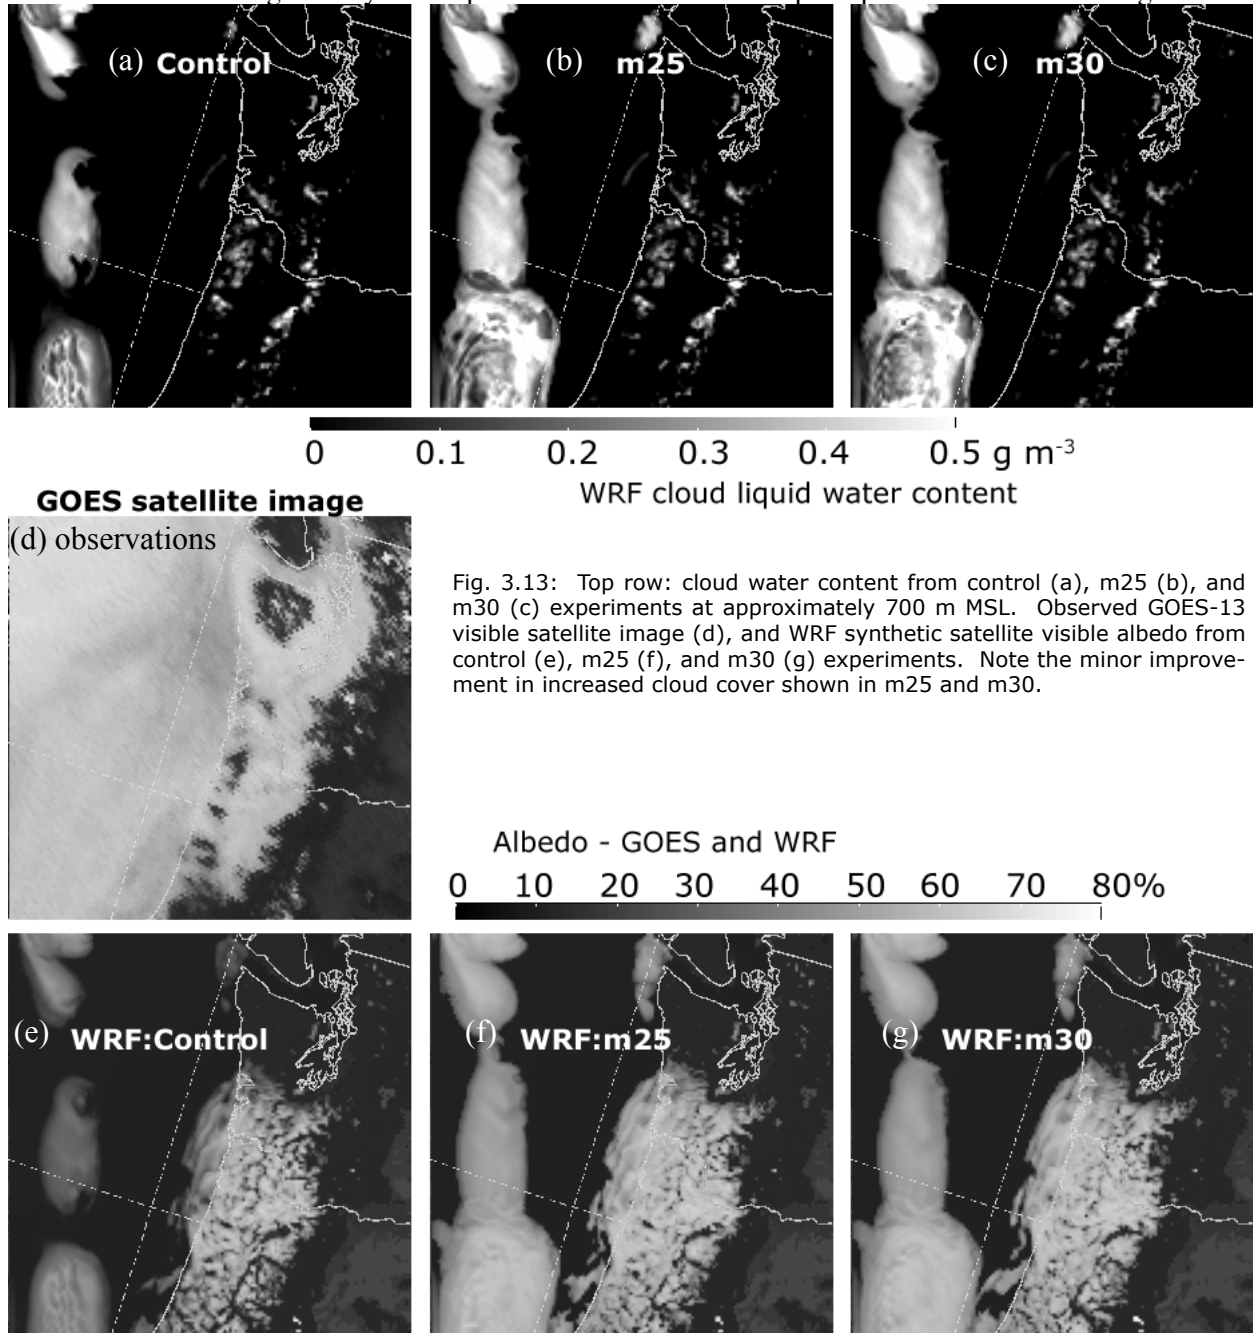 (a) Control
(b) m25
(c) m30
0 0.1 0.2 0.3 0.4 0.5 g m-3
WRF cloud liquid water content
GOES satellite image
(d) observations
Fig. 3.13: Top row: cloud water content from control (a), m25 (b), and
m30 (c) experiments at approximately 700 m MSL. Observed GOES-13
visible satellite image (d), and WRF synthetic satellite visible albedo from
control (e), m25 (f), and m30 (g) experiments. Note the minor improve-
ment in increased cloud cover shown in m25 and m30.
Albedo - GOES and WRF
0 10 20 30 40 50 60 70 80%
(e) WRF:Control
(f) WRF:m25
(g) WRF:m30